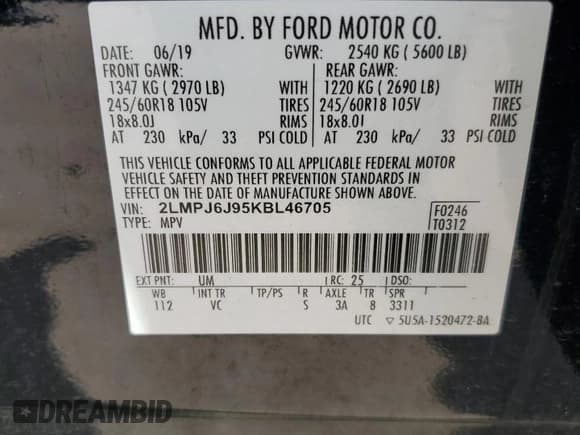 MFD. BY FORD MOTOR CO.
DATE: 06/19 GVWR: 2540 KG ( 5600 LB)
FRONT GAWR: REAR GAWR:
1347 KG ( 2970 LB) WITH 1220 KG ( 2690 LB) WITH
245/60R18 105V TIRES 245/60R18 105V TIRES
18x8.0J RIMS 18x8.0J RIMS
AT 230 kPa/ 33 PSI COLD AT 230 kPa/ 33 PSI COLD
THIS VEHICLE CONFORMS TO ALL APPLICABLE FEDERAL MOTOR
VEHICLE SAFETY AND THEFT PREVENTION STANDARDS IN
EFFECT ON THE DATE OF MANUFACTURE SHOWN ABOVE.
VIN: 2LMPJ6J95KBL46705 F0246
TYPE: MPV T0312
EXT PNT: UM RC: 25 DSO:
WB INT TR TP/PS R AXLE TR SPR
112 VC S 3A 8 3311
UTC ▽ 5U5A-1520472-BA
DREAMBID